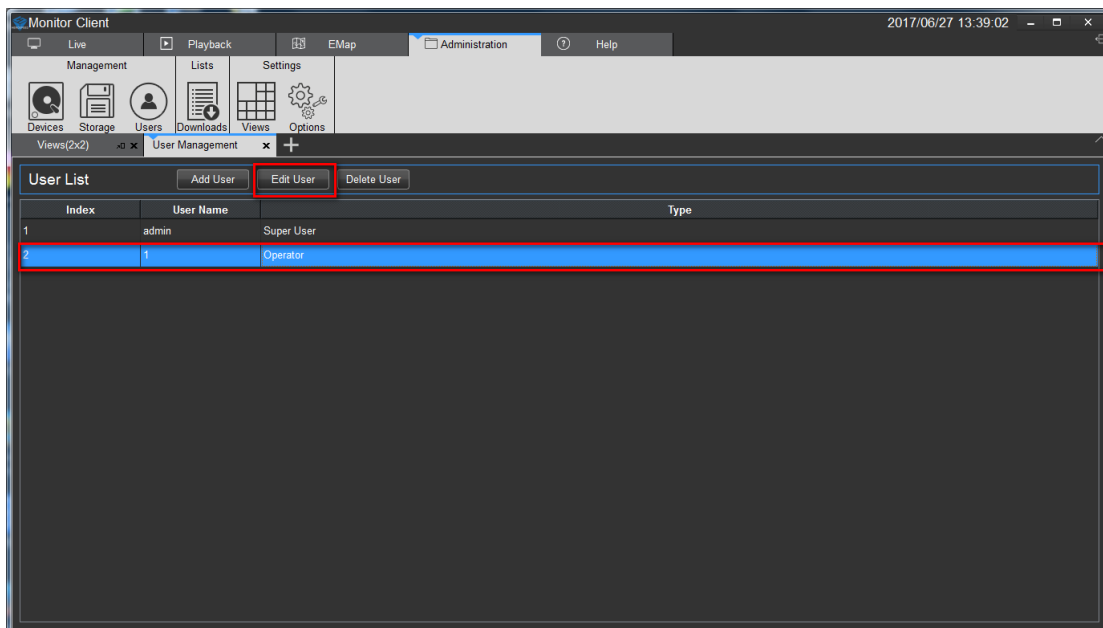 Monitor Client 2017/06/27 13:39:02
Live Playback EMap Administration Help
Management Lists Settings
Devices Storage Users Downloads Views Options
Views(2x2) User Management
User List Add User Edit User Delete User
Index User Name Type
1 admin Super User
2 1 Operator